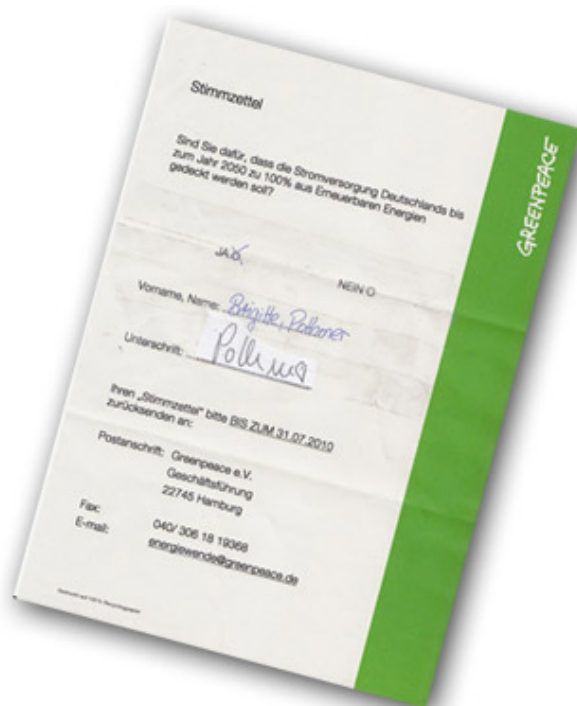 Stimmzettel
Sind Sie dafür, dass die Stromversorgung Deutschlands bis
zum Jahr 2050 zu 100% aus Erneuerbaren Energien
gedeckt werden soll?
JA O
NEIN O
Vorname, Name: Brigitte, Pothmer
Unterschrift: Pothmer
Ihren „Stimmzettel" bitte BIS ZUM 31.07.2010
zurücksenden an:
Postanschrift: Greenpeace e.V.
Geschäftsführung
22745 Hamburg
Fax: 040/ 306 18 19368
E-mail: energiewende@greenpeace.de
GREENPEACE